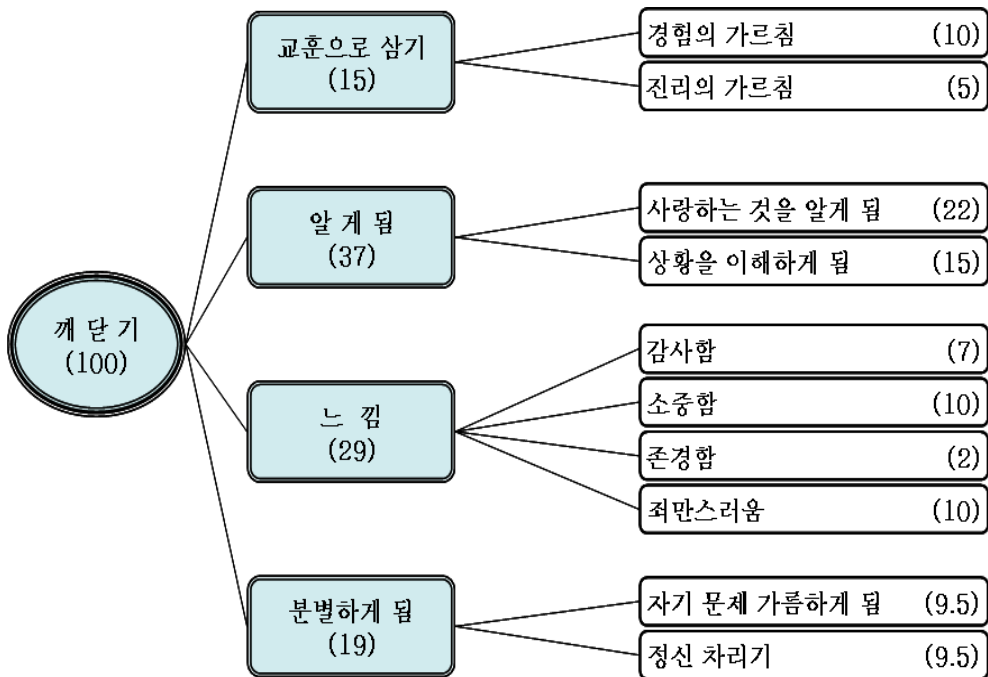 깨 닫 기
(100)
교훈으로 삼기
(15)
경험의 가르침 (10)
진리의 가르침 (5)
알 게 됨
(37)
사랑하는 것을 알게 됨 (22)
상황을 이해하게 됨 (15)
느 낌
(29)
감사함 (7)
소중함 (10)
존경함 (2)
죄만스러움 (10)
분별하게 됨
(19)
자기 문제 가름하게 됨 (9.5)
정신 차리기 (9.5)